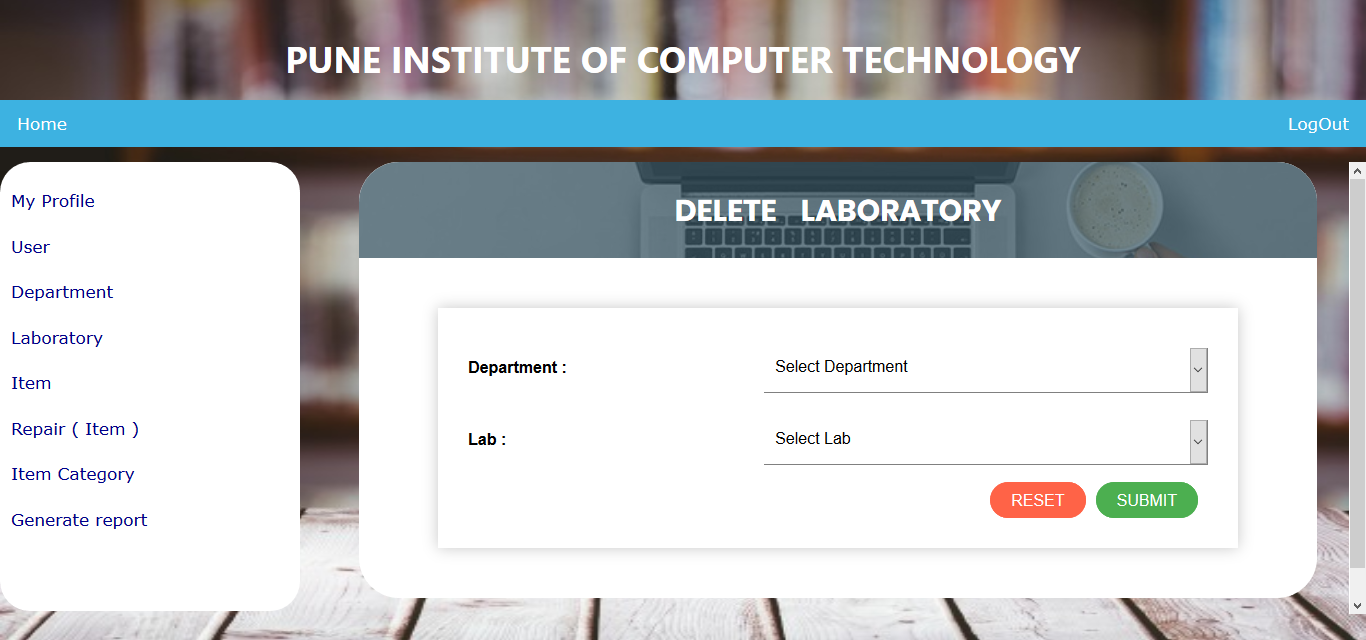 PUNE INSTITUTE OF COMPUTER TECHNOLOGY
Home LogOut
My Profile
User
Department
Laboratory
Item
Repair ( Item )
Item Category
Generate report
DELETE LABORATORY
Department : Select Department
Lab : Select Lab
RESET SUBMIT